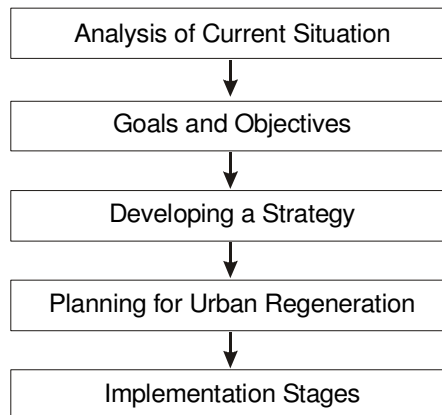 Analysis of Current Situation
Goals and Objectives
Developing a Strategy
Planning for Urban Regeneration
Implementation Stages